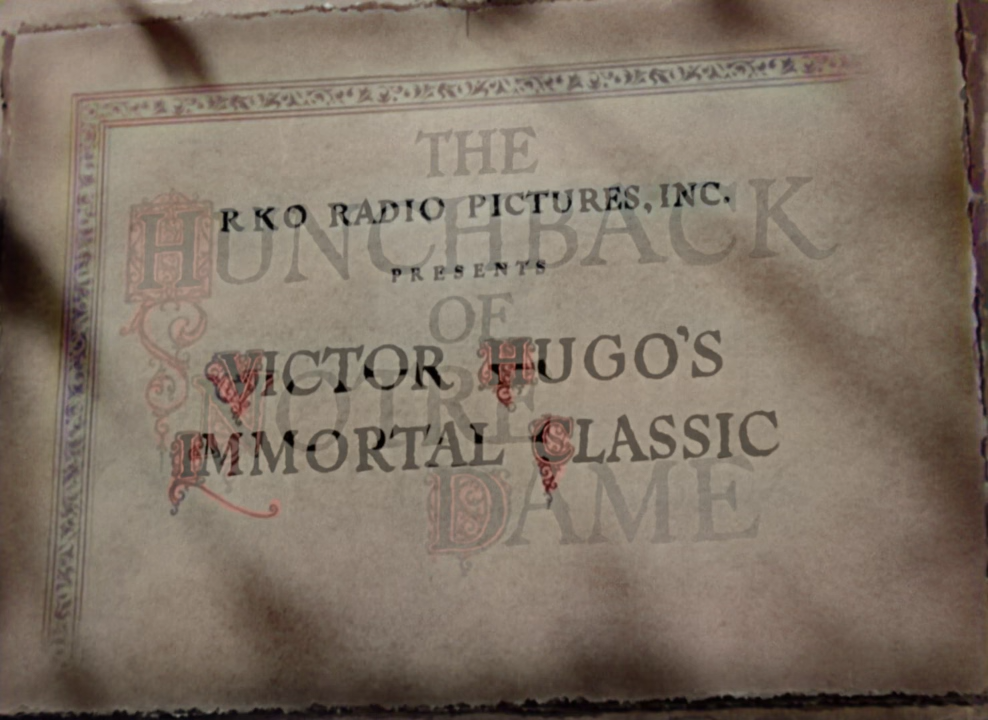 RKO RADIO PICTURES, INC.
PRESENTS
VICTOR HUGO'S
IMMORTAL CLASSIC
THE
HUNCHBACK
OF
NOTRE
DAME